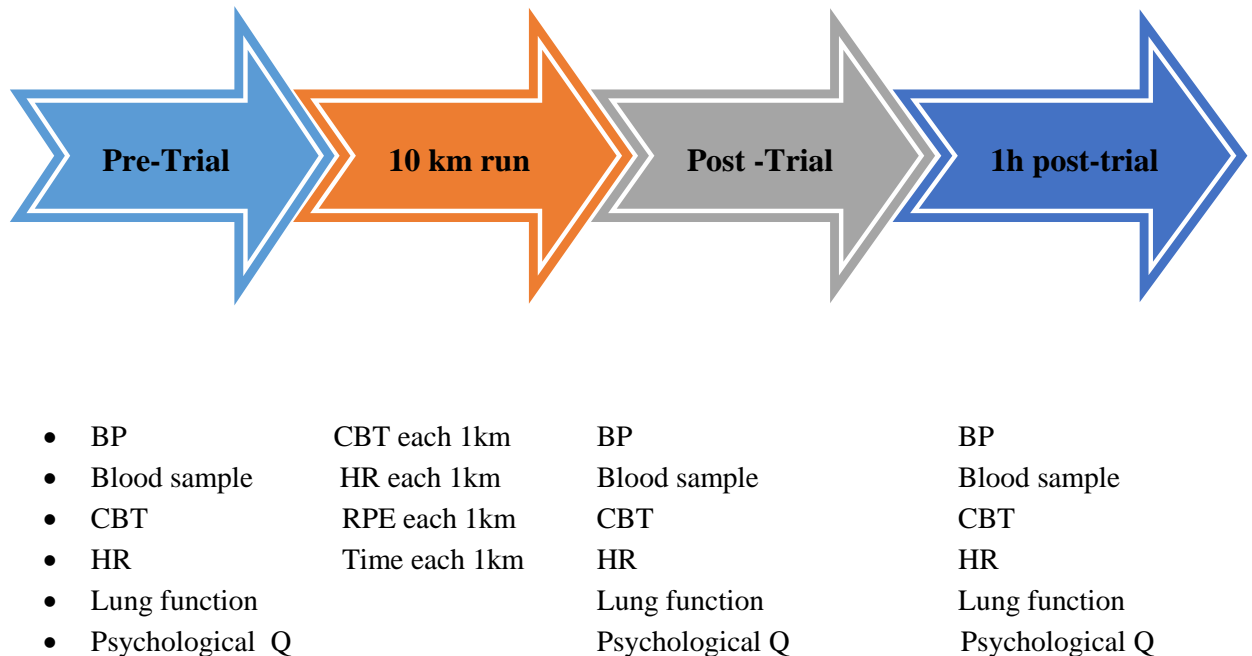 Pre-Trial 10 km run Post -Trial 1h post-trial
• BP CBT each 1km BP BP
• Blood sample HR each 1km Blood sample Blood sample
• CBT RPE each 1km CBT CBT
• HR Time each 1km HR HR
• Lung function Lung function Lung function
• Psychological Q Psychological Q Psychological Q